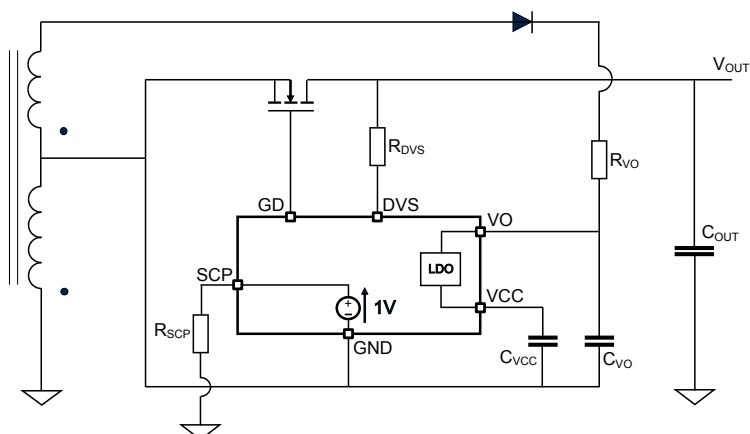 VOUT
RDVS
RVO
GD
DVS
VO
COUT
LDO
SCP
+
−
1V
VCC
RSCP
GND
CVCC
CVO